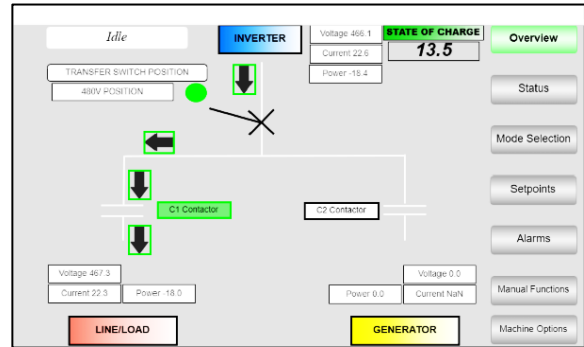 Idle
INVERTER
Voltage 466.1
STATE OF CHARGE
Overview
Current 22.6
13.5
Power -18.4
TRANSFER SWITCH POSITION
480V POSITION
Status
Mode Selection
Setpoints
C1 Contactor
C2 Contactor
Alarms
Voltage 467.3
Voltage 0.0
Current 22.3
Power -18.0
Power 0.0
Current NaN
Manual Functions
LINE/LOAD
GENERATOR
Machine Options